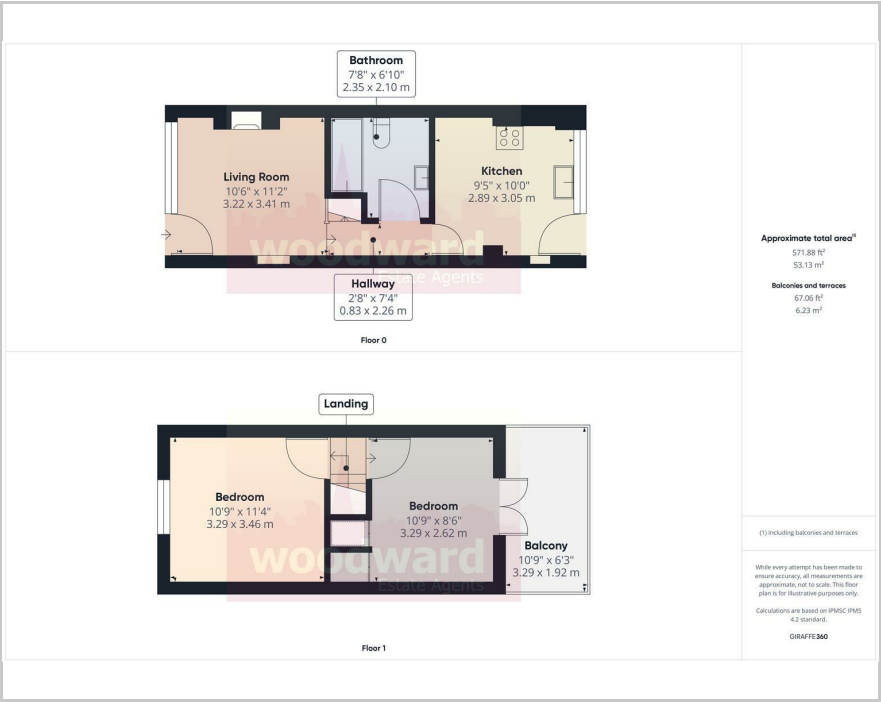 Bathroom
7'8" x 6'10"
2.35 x 2.10 m
Living Room
10'6" x 11'2"
3.22 x 3.41 m
Kitchen
9'5" x 10'0"
2.89 x 3.05 m
woodward
Estate Agents
Hallway
2'8" x 7'4"
0.83 x 2.26 m
Floor 0
Landing
Bedroom
10'9" x 11'4"
3.29 x 3.46 m
Bedroom
10'9" x 8'6"
3.29 x 2.62 m
Balcony
10'9" x 6'3"
3.29 x 1.92 m
woodward
Estate Agents
Floor 1
Approximate total area⁽¹⁾
571.88 ft²
53.13 m²
Balconies and terraces
67.06 ft²
6.23 m²
(1) Including balconies and terraces
While every attempt has been made to
ensure accuracy, all measurements are
approximate, not to scale. This floor
plan is for illustrative purposes only.
Calculations are based on IPMSC IPMS
4.2 standard.
GIRAFFE360